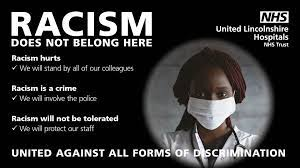 RACISM
DOES NOT BELONG HERE
Racism hurts
✓ We will stand by all of our colleagues
Racism is a crime
✓ We will involve the police
Racism will not be tolerated
✓ We will protect our staff
NHS
United Lincolnshire
Hospitals
NHS Trust
UNITED AGAINST ALL FORMS OF DISCRIMINATION